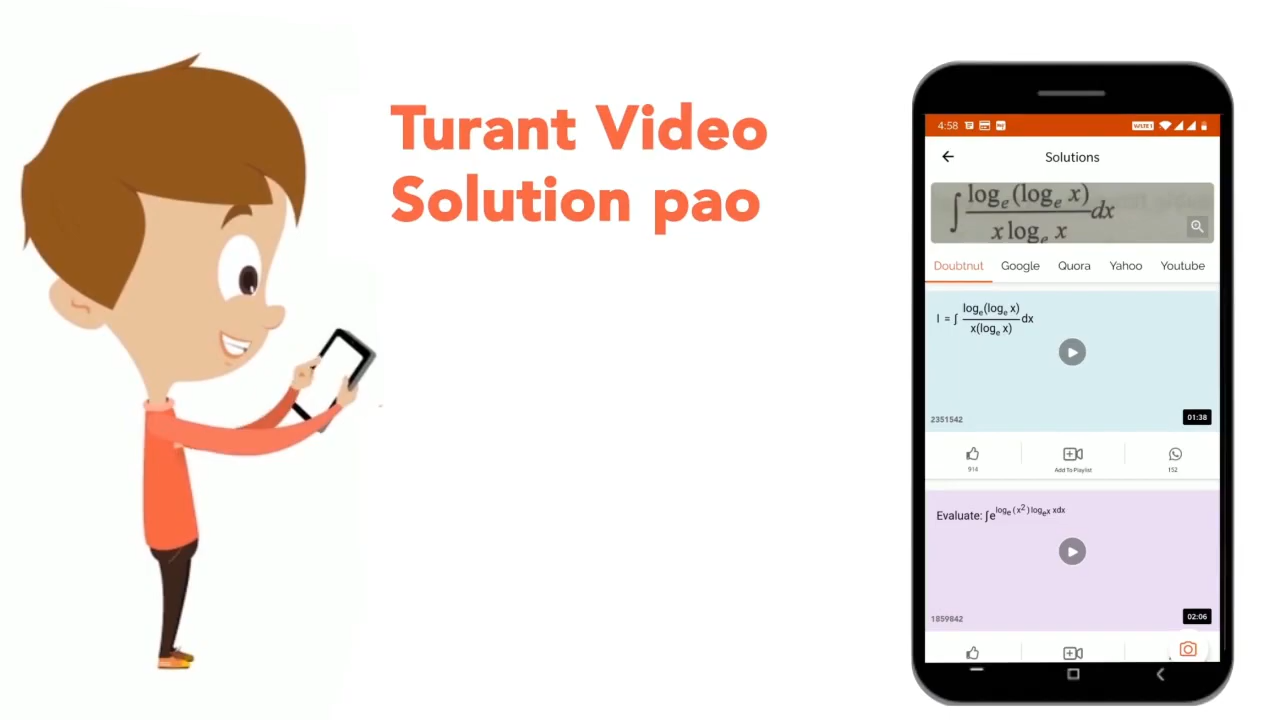 Turant Video
Solution pao
4:58
Solutions
∫ logₑ(logₑ x) / x logₑ x dx
Doubtnut Google Quora Yahoo Youtube
I = ∫ logₑ(logₑ x) / x(logₑ x) dx
2351542 01:38
914 Add To Playlist 152
Evaluate: ∫e^logₑ(x²)logₑx xdx
1859842 02:06